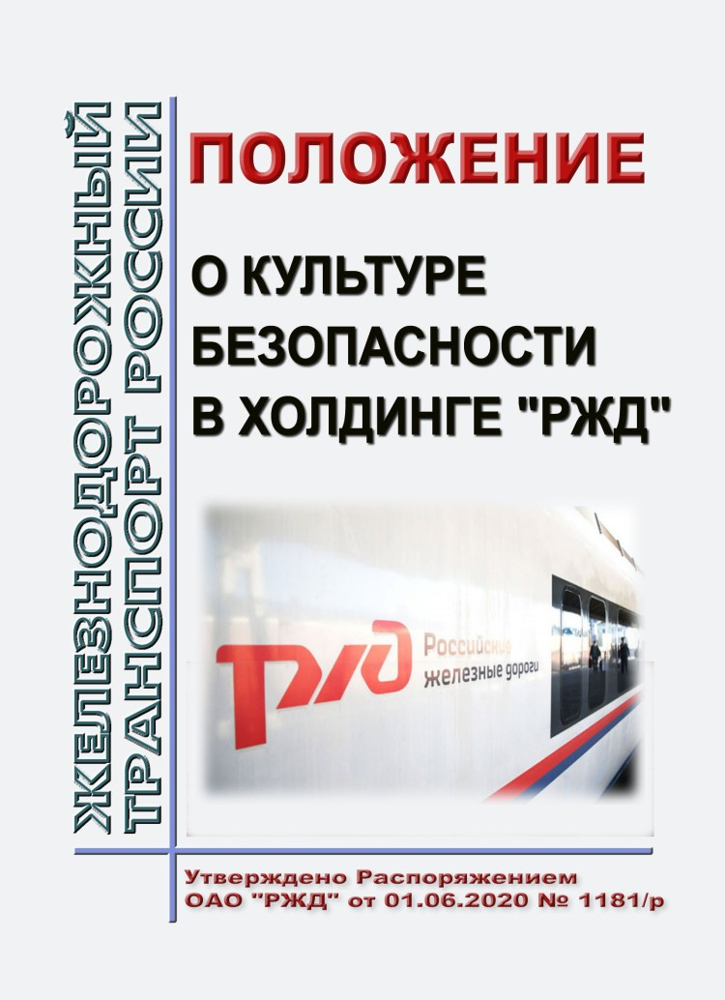 ЖЕЛЕЗНОДОРОЖНЫЙ
ТРАНСПОРТ РОССИИ
ПОЛОЖЕНИЕ
О КУЛЬТУРЕ
БЕЗОПАСНОСТИ
В ХОЛДИНГЕ "РЖД"
РЖД
Российские
железные дороги
Утверждено Распоряжением
ОАО "РЖД" от 01.06.2020 № 1181/р